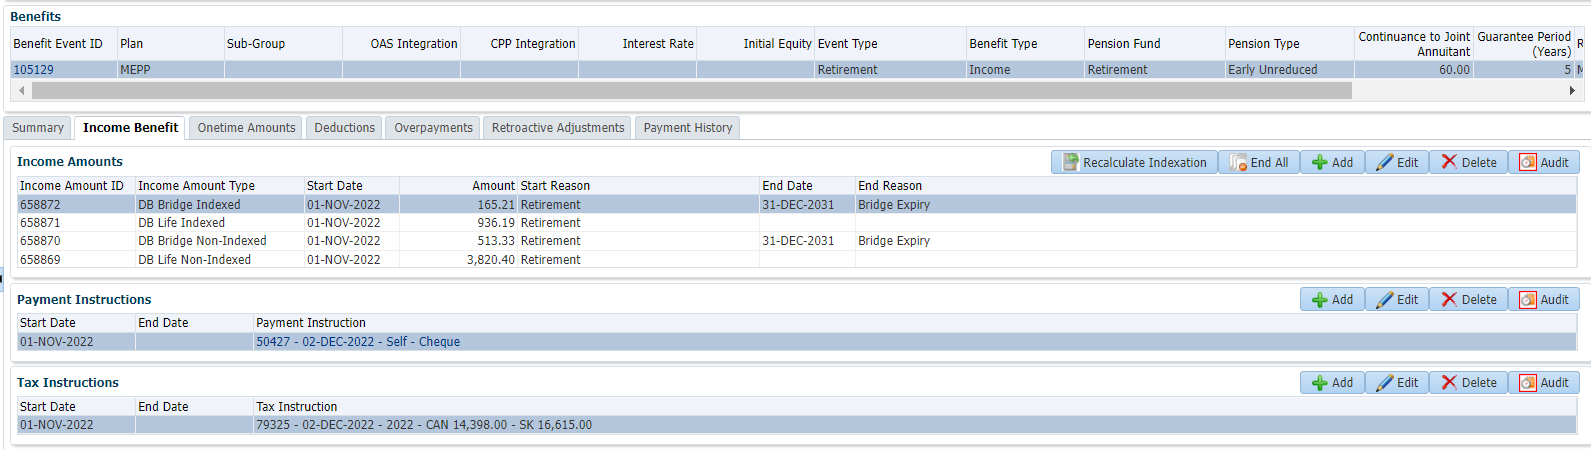 Benefits
Continuance to Joint Guarantee Period
Benefit Event ID Plan Sub-Group OAS Integration CPP Integration Interest Rate Initial Equity Event Type Benefit Type Pension Fund Pension Type Annuitant (Years) R
105129 MEPP Retirement Income Retirement Early Unreduced 60.00 5 M
Summary Income Benefit Onetime Amounts Deductions Overpayments Retroactive Adjustments Payment History
Income Amounts Recalculate Indexation End All Add Edit Delete Audit
Income Amount ID Income Amount Type Start Date Amount Start Reason End Date End Reason
658872 DB Bridge Indexed 01-NOV-2022 165.21 Retirement 31-DEC-2031 Bridge Expiry
658871 DB Life Indexed 01-NOV-2022 936.19 Retirement
658870 DB Bridge Non-Indexed 01-NOV-2022 513.33 Retirement 31-DEC-2031 Bridge Expiry
658869 DB Life Non-Indexed 01-NOV-2022 3,820.40 Retirement
Payment Instructions Add Edit Delete Audit
Start Date End Date Payment Instruction
01-NOV-2022 50427 - 02-DEC-2022 - Self - Cheque
Tax Instructions Add Edit Delete Audit
Start Date End Date Tax Instruction
01-NOV-2022 79325 - 02-DEC-2022 - 2022 - CAN 14,398.00 - SK 16,615.00